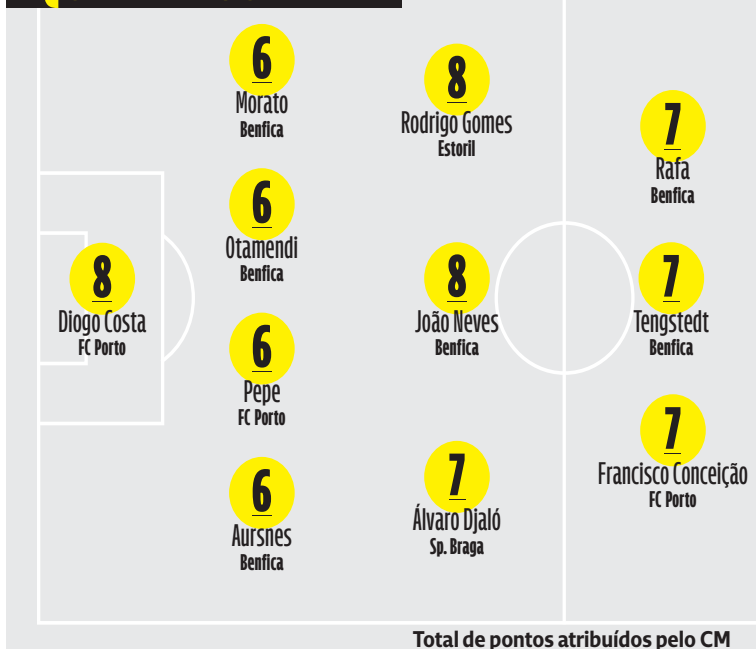 6
Morato
Benfica
8
Rodrigo Gomes
Estoril
7
Rafa
Benfica
6
Otamendi
Benfica
8
Diogo Costa
FC Porto
8
João Neves
Benfica
7
Tengstedt
Benfica
6
Pepe
FC Porto
7
Francisco Conceição
FC Porto
6
Aursnes
Benfica
7
Álvaro Djaló
Sp. Braga
Total de pontos atribuídos pelo CM